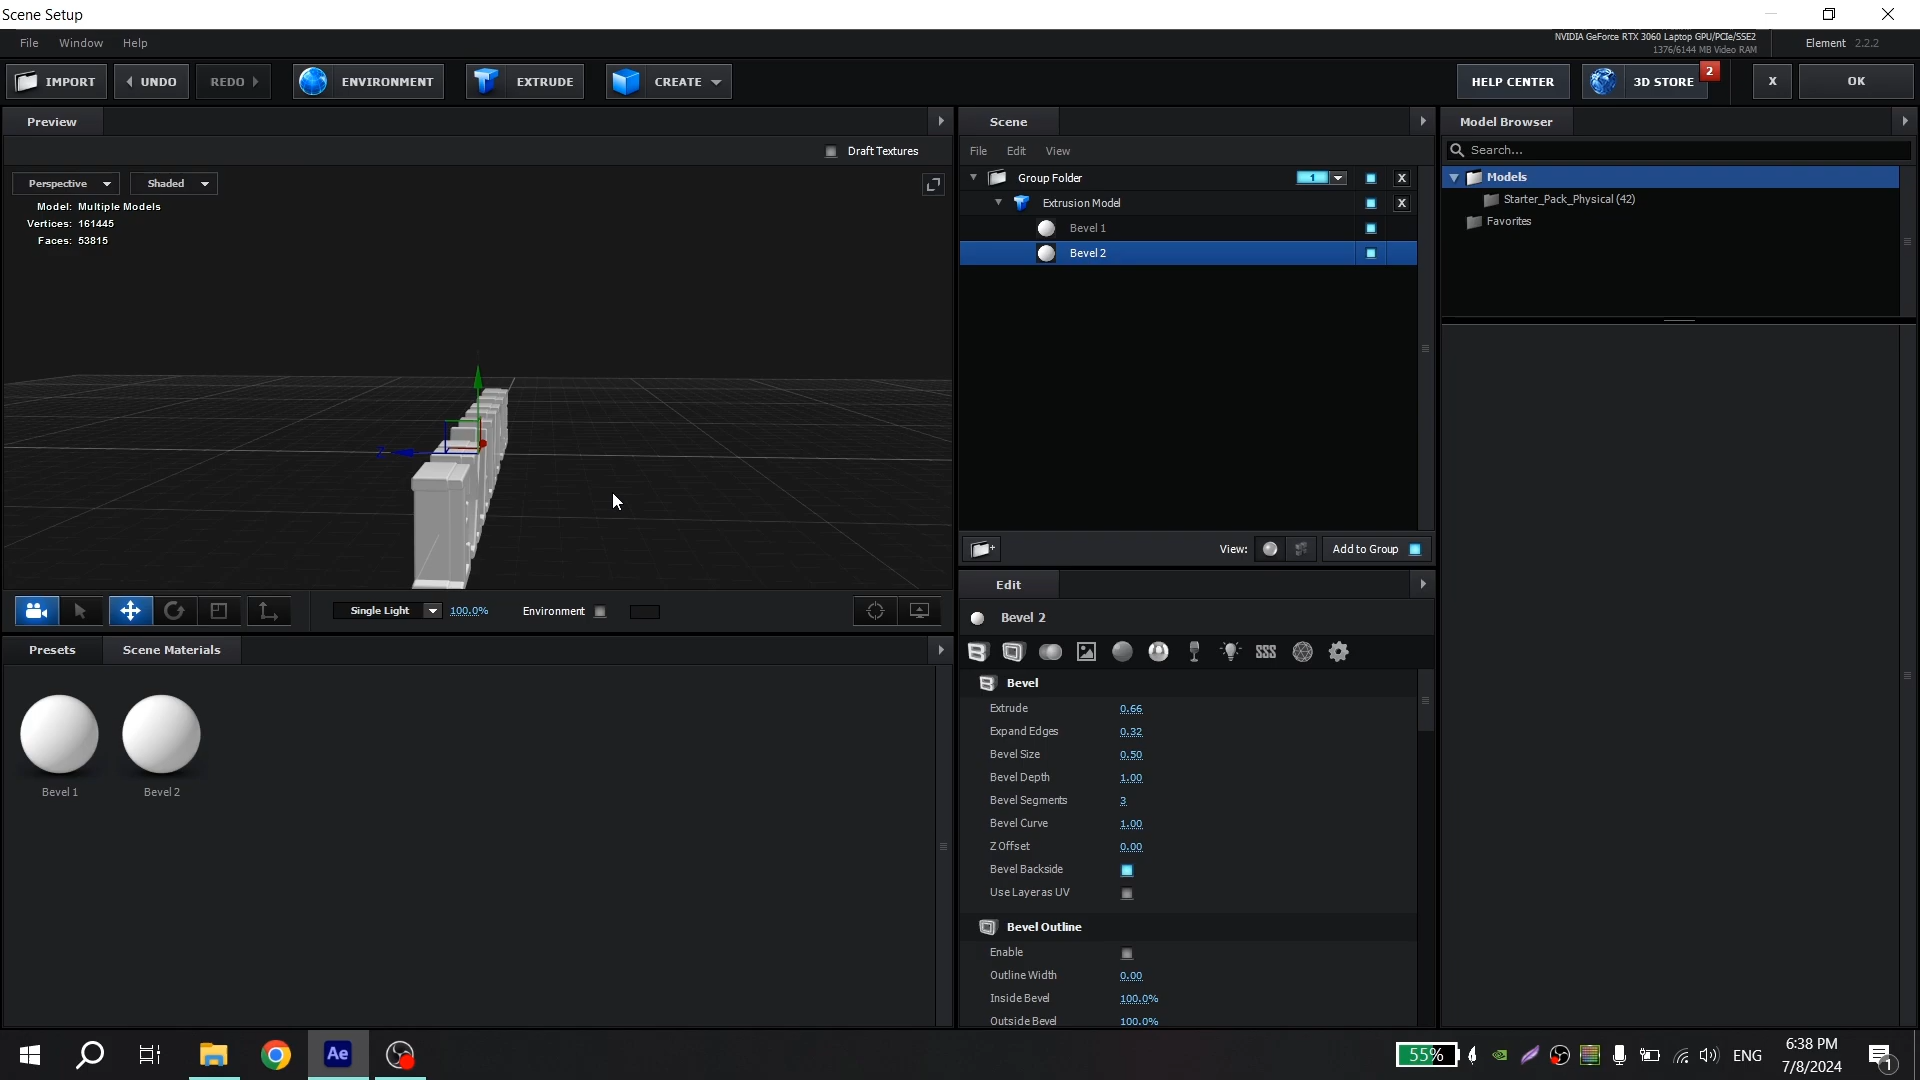 Scene Setup
File Window Help
NVIDIA GeForce RTX 3060 Laptop GPU/PCIe/SSE2
1376/6144 MB Video RAM
Element 2.2.2
IMPORT UNDO REDO ENVIRONMENT EXTRUDE CREATE HELP CENTER 3D STORE 2 X OK
Preview
Draft Textures
Perspective Shaded
Model: Multiple Models
Vertices: 161445
Faces: 53815
Z
Single Light 100.0% Environment
Presets Scene Materials
Bevel 1 Bevel 2
Scene
File Edit View
Group Folder 1 X
Extrusion Model X
Bevel 1
Bevel 2
View: Add to Group
Edit
Bevel 2
Bevel
Extrude 0.66
Expand Edges 0.32
Bevel Size 0.50
Bevel Depth 1.00
Bevel Segments 3
Bevel Curve 1.00
Z Offset 0.00
Bevel Backside
Use Layer as UV
Bevel Outline
Enable
Outline Width 0.00
Inside Bevel 100.0%
Outside Bevel 100.0%
Model Browser
Search...
Models
Starter_Pack_Physical (42)
Favorites
Ae
55%
ENG
6:38 PM
7/8/2024
1